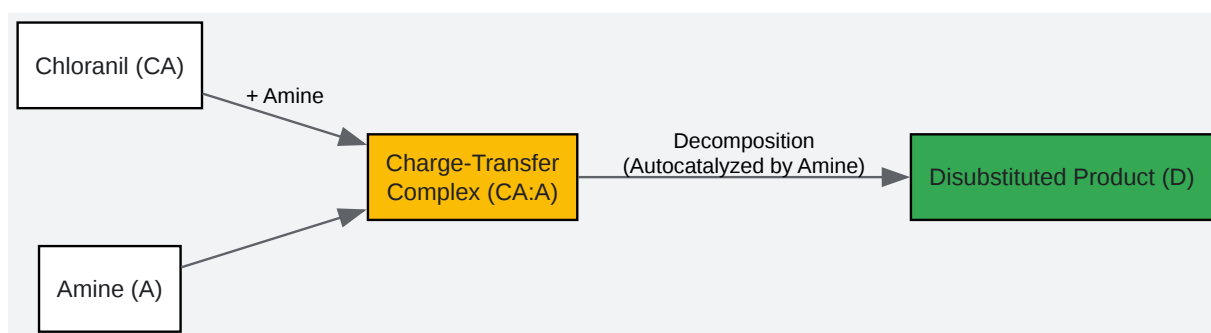 Chloranil (CA)
+ Amine
Charge-Transfer
Complex (CA:A)
Decomposition
(Autocatalyzed by Amine)
Disubstituted Product (D)
Amine (A)